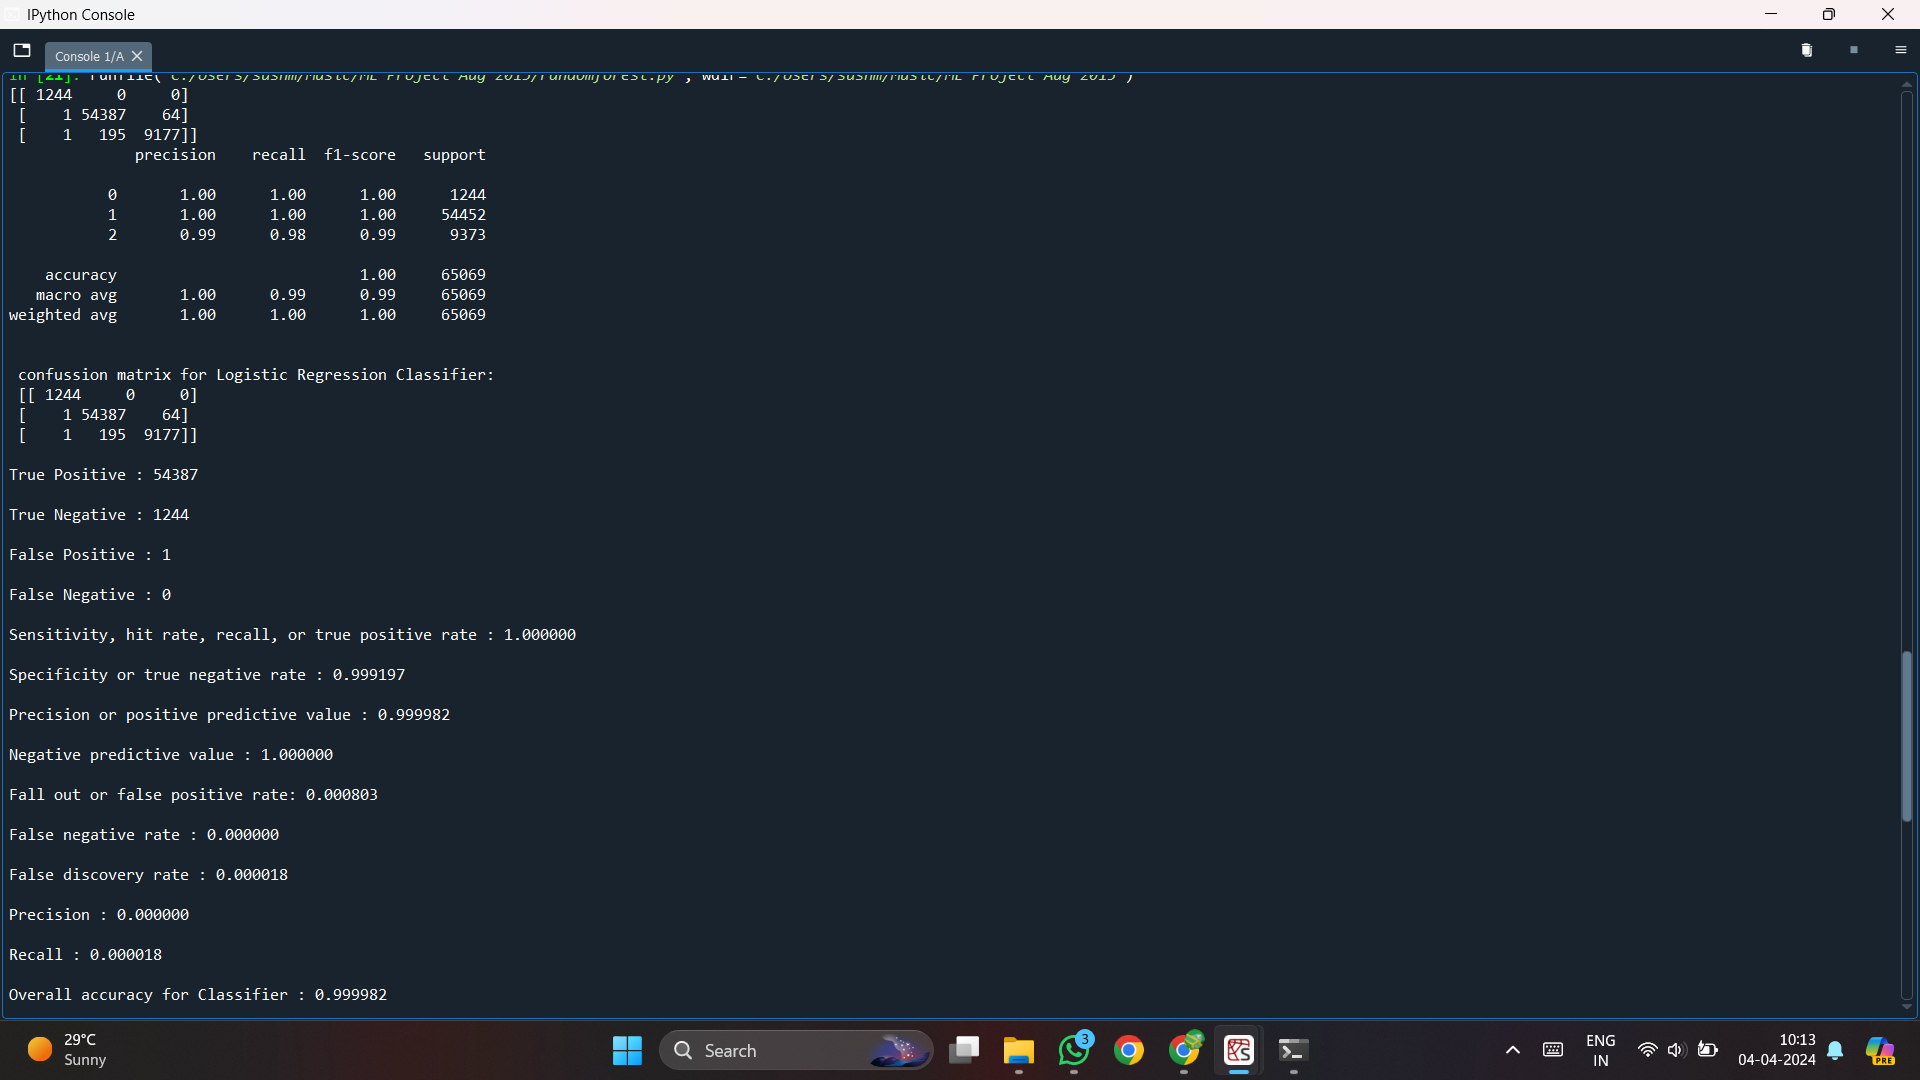 IPython Console
Console 1/A
In [21]: runfile('C:/Users/sushm/Music/ML Project Aug 2015/randomforest.py', wdir='C:/Users/sushm/Music/ML Project Aug 2015')
[[ 1244     0     0]
 [    1 54387    64]
 [    1   195  9177]]
              precision    recall  f1-score   support

           0       1.00      1.00      1.00      1244
           1       1.00      1.00      1.00     54452
           2       0.99      0.98      0.99      9373

    accuracy                           1.00     65069
   macro avg       1.00      0.99      0.99     65069
weighted avg       1.00      1.00      1.00     65069

 confussion matrix for Logistic Regression Classifier:
 [[ 1244     0     0]
 [    1 54387    64]
 [    1   195  9177]]
True Positive : 54387
True Negative : 1244
False Positive : 1
False Negative : 0
Sensitivity, hit rate, recall, or true positive rate : 1.000000
Specificity or true negative rate : 0.999197
Precision or positive predictive value : 0.999982
Negative predictive value : 1.000000
Fall out or false positive rate: 0.000803
False negative rate : 0.000000
False discovery rate : 0.000018
Precision : 0.000000
Recall : 0.000018
Overall accuracy for Classifier : 0.999982
29°C
Sunny
Search
3
ENG
IN
10:13
04-04-2024
PRE